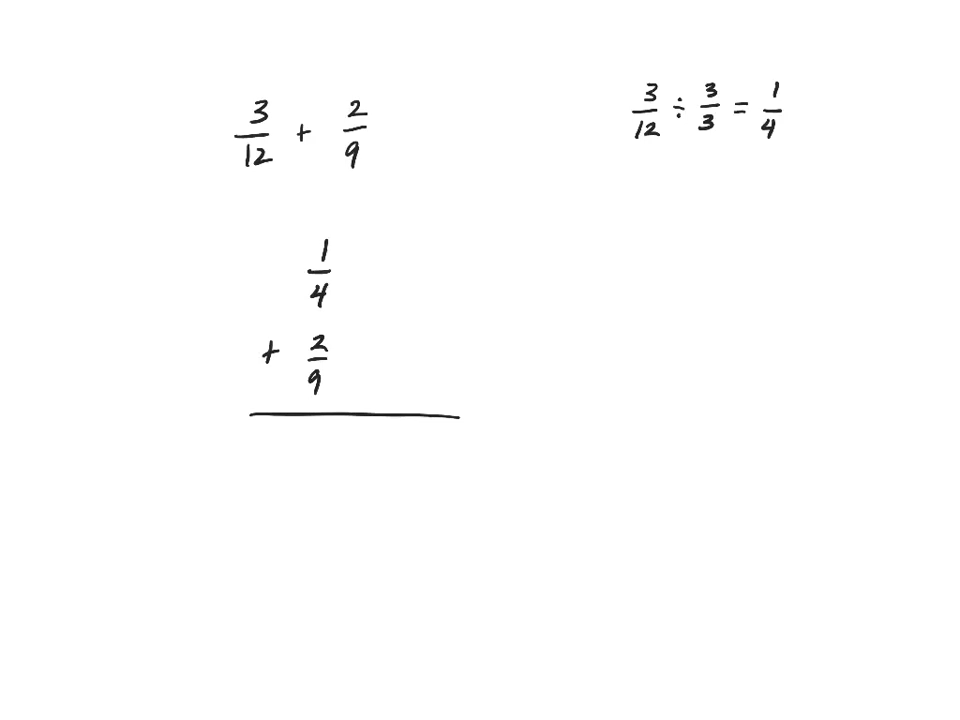 3/12 + 2/9
3/12 ÷ 3/3 = 1/4
1/4
+ 2/9